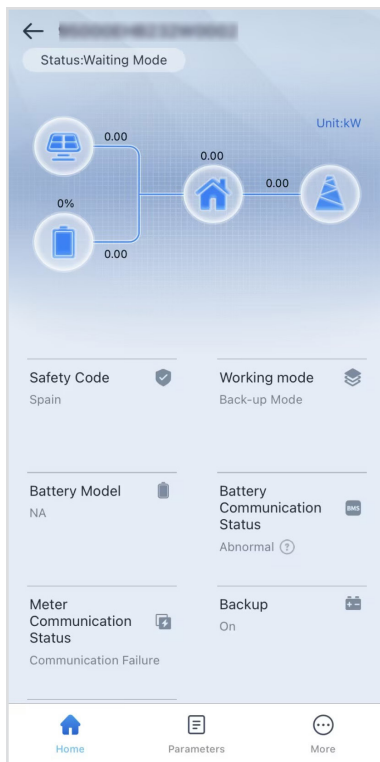 Status:Waiting Mode
Unit:kW
0.00
0.00
0.00
0%
0.00
Safety Code
Spain
Working mode
Back-up Mode
Battery Model
NA
Battery
Communication
Status
BMS
Abnormal ?
Meter
Communication
Status
Communication Failure
Backup
On
Home
Parameters
More